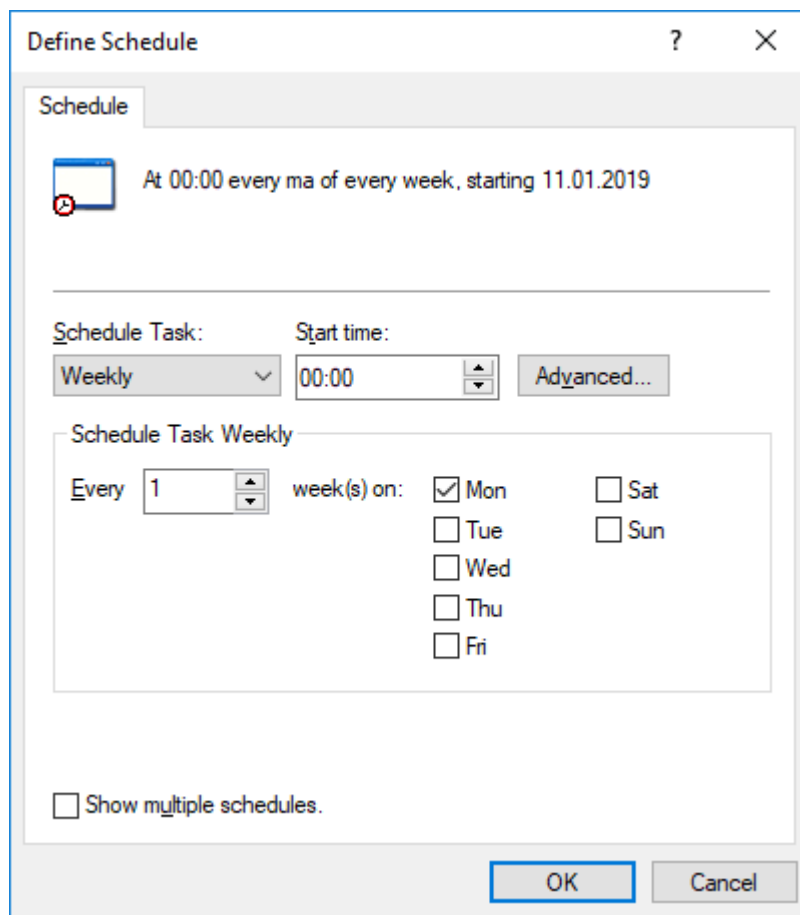 Define Schedule
Schedule
At 00:00 every ma of every week, starting 11.01.2019
Schedule Task: Start time:
Weekly 00:00 Advanced...
Schedule Task Weekly
Every 1 week(s) on: Mon Sat
Tue Sun
Wed
Thu
Fri
Show multiple schedules.
OK Cancel